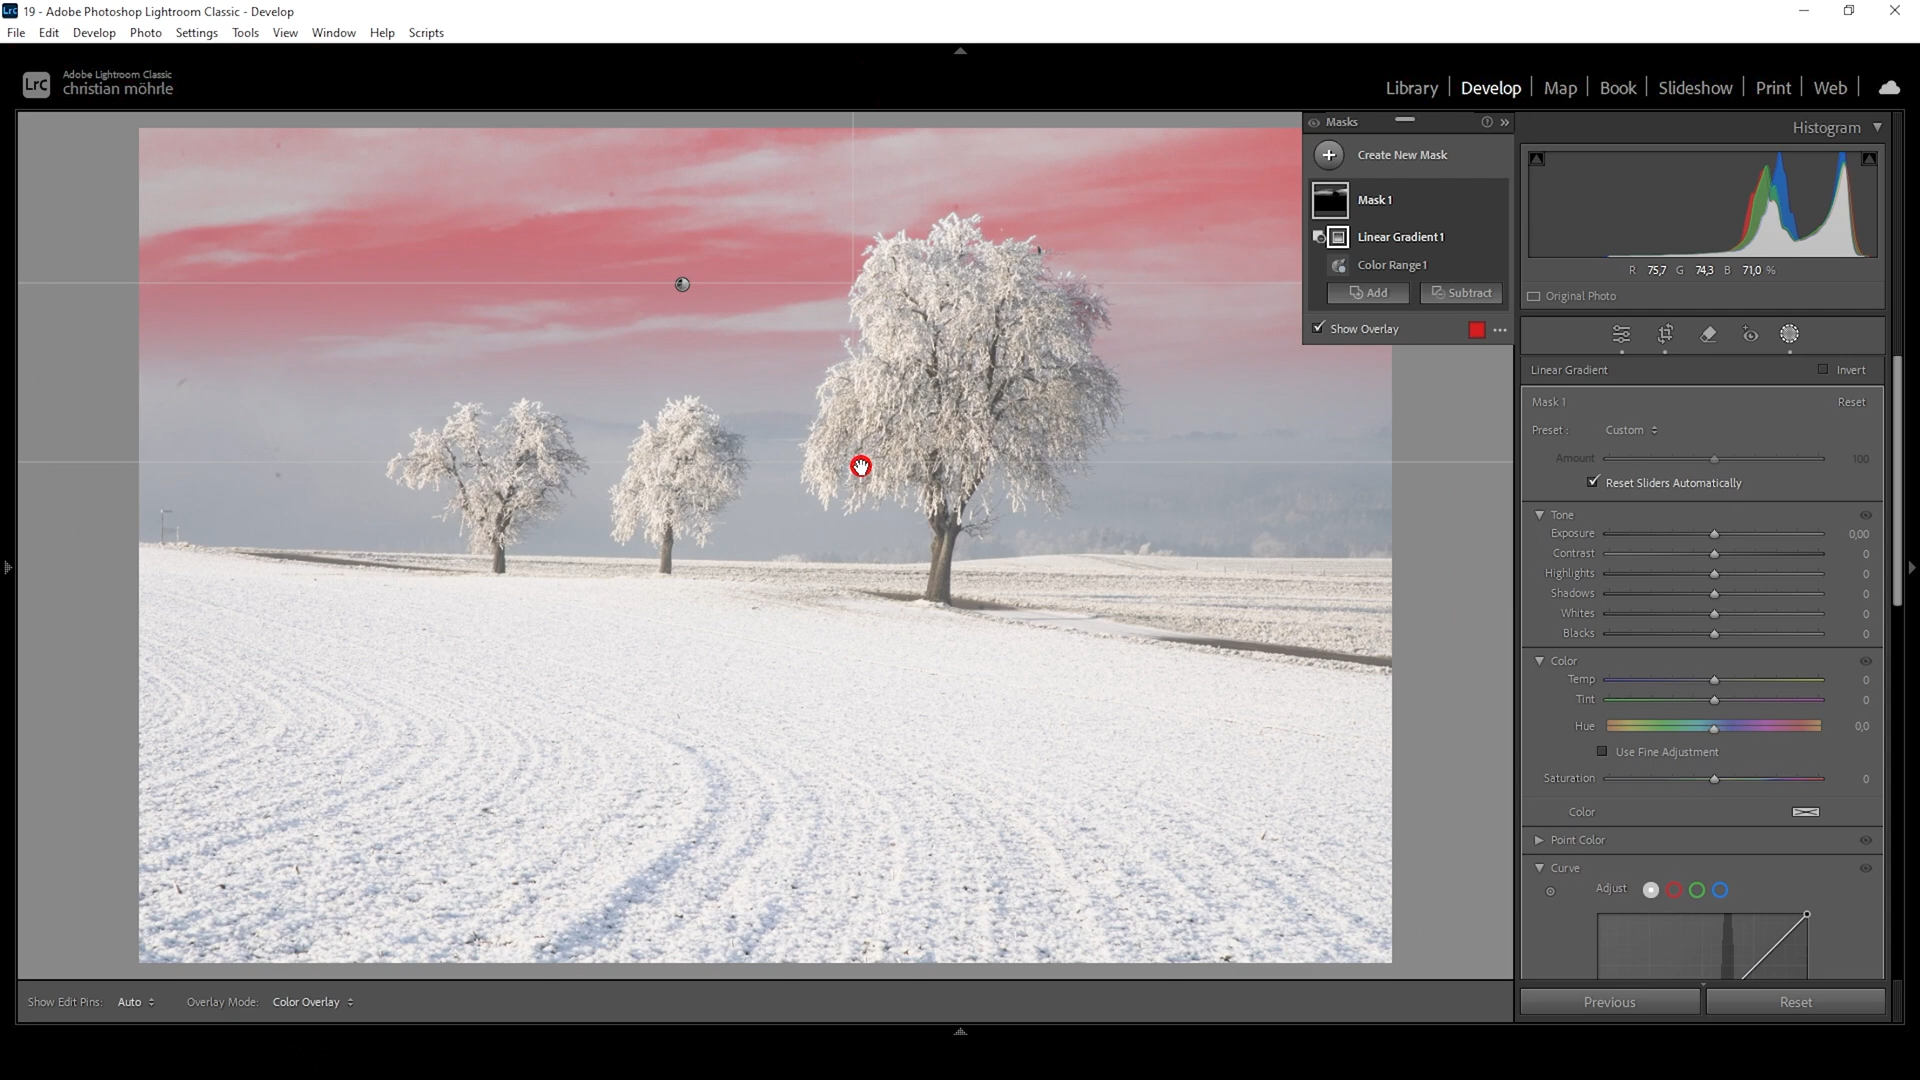 Lrc 19 - Adobe Photoshop Lightroom Classic - Develop
File Edit Develop Photo Settings Tools View Window Help Scripts
LrC Adobe Lightroom Classic
christian möhrle
Library | Develop | Map | Book | Slideshow | Print | Web |
Masks
Histogram
Create New Mask
Mask 1
Linear Gradient 1
Color Range 1
Add Subtract
Show Overlay
R 75,7 G 74,3 B 71,0 %
Original Photo
Linear Gradient Invert
Mask 1 Reset
Preset : Custom
Amount 100
Reset Sliders Automatically
Tone
Exposure 0,00
Contrast 0
Highlights 0
Shadows 0
Whites 0
Blacks 0
Color
Temp 0
Tint 0
Hue 0,0
Use Fine Adjustment
Saturation 0
Color
Point Color
Curve
Adjust
Show Edit Pins: Auto Overlay Mode: Color Overlay
Previous Reset